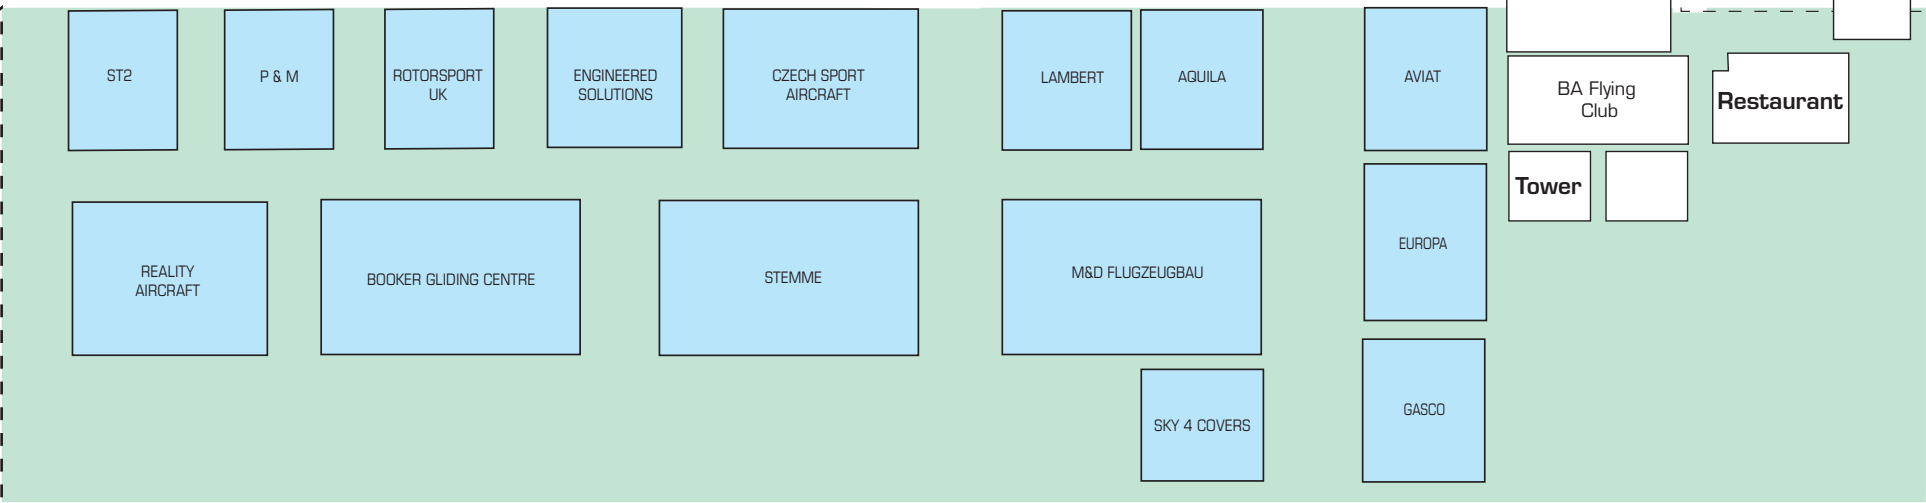 ST2
P & M
ROTORSPORT
UK
ENGINEERED
SOLUTIONS
CZECH SPORT
AIRCRAFT
LAMBERT
AQUILA
AVIAT
BA Flying
Club
Restaurant
Tower
REALITY
AIRCRAFT
BOOKER GLIDING CENTRE
STEMME
M&D FLUGZEUGBAU
EUROPA
SKY 4 COVERS
GASCO